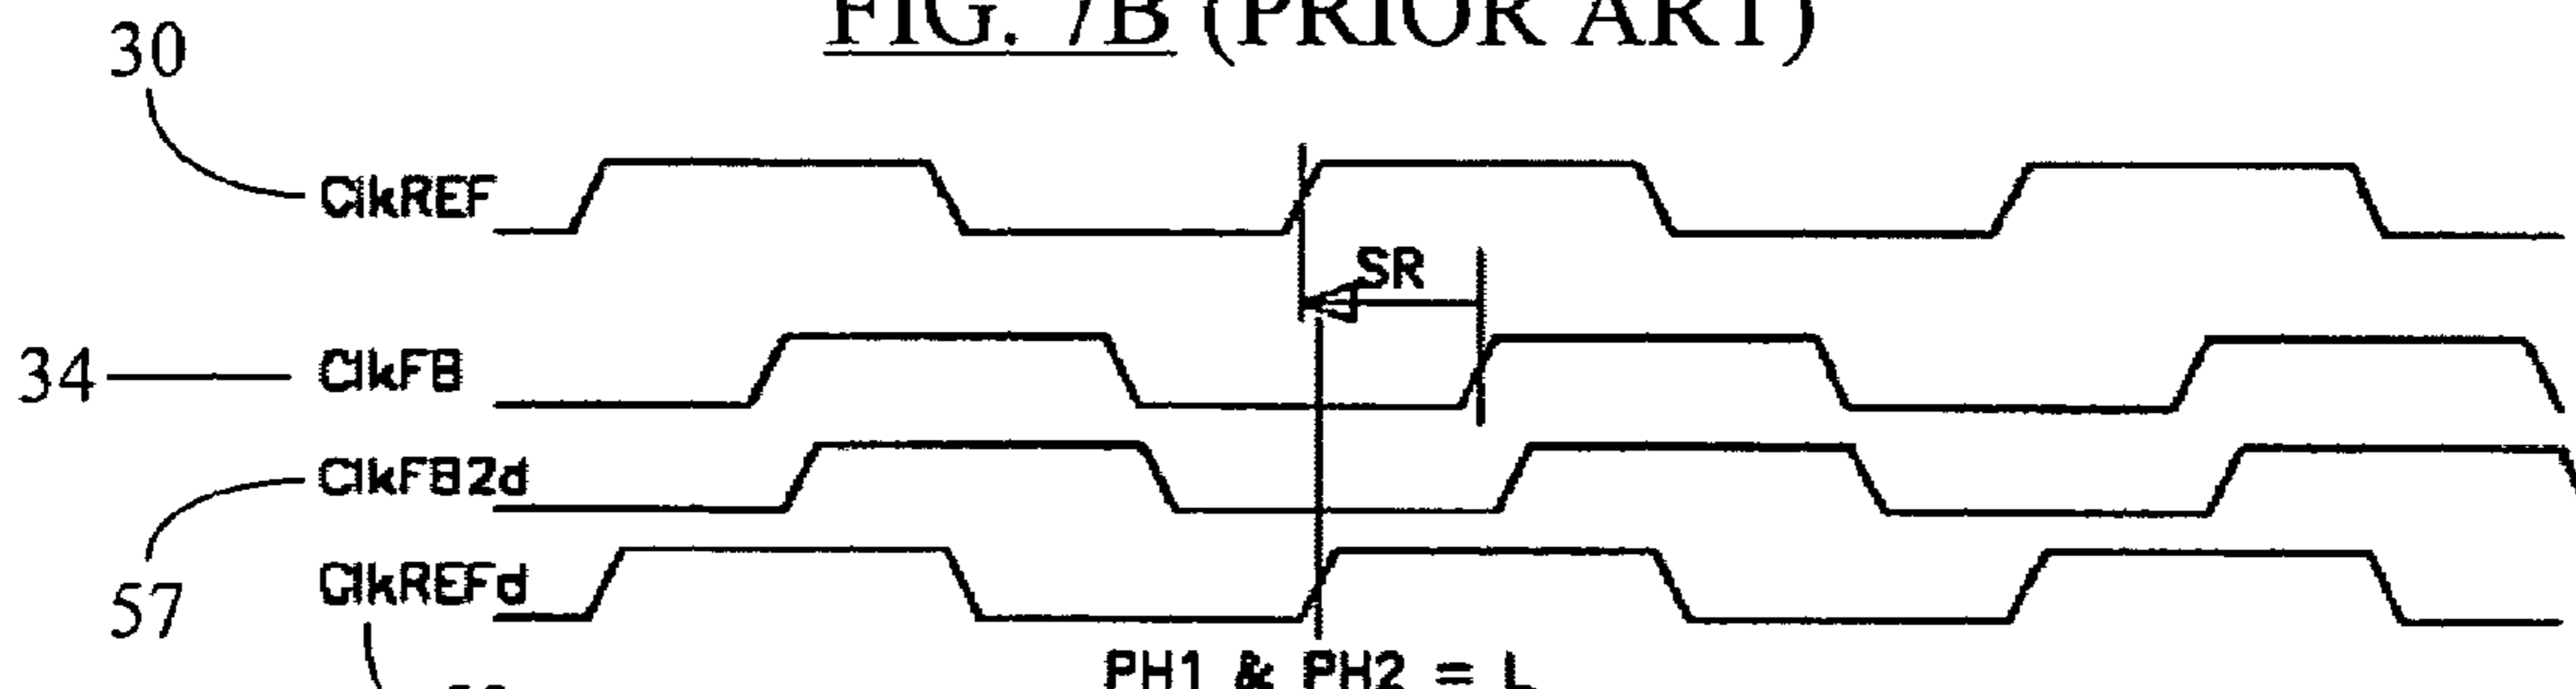 FIG. 7B (PRIOR ART)
30
ClkREF
SR
34
ClkFB
ClkFB2d
57
ClkREFd
PH1 & PH2 = L